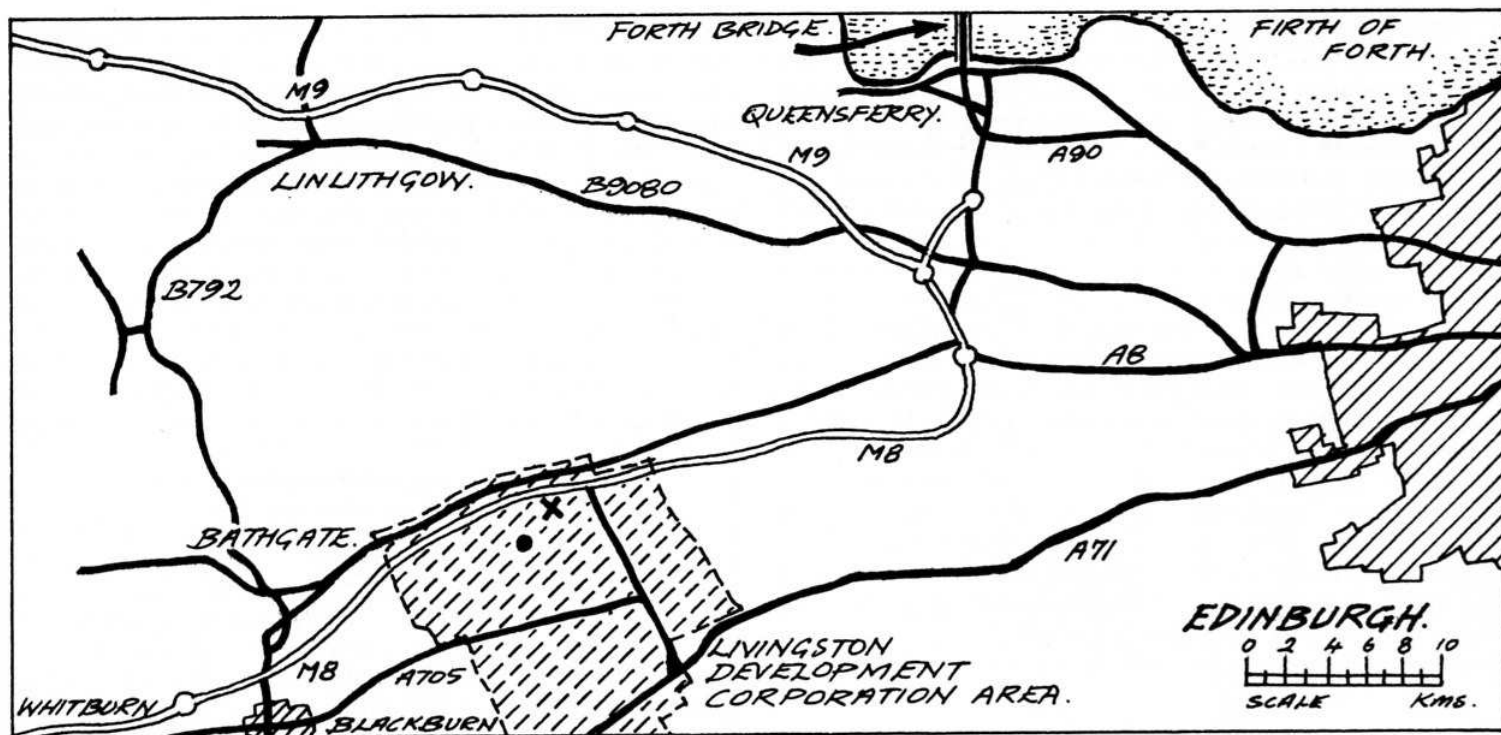 FORTH BRIDGE.
FIRTH OF
FORTH.
M9
QUEENSFERRY.
A90
M9
LINLITHGOW.
B9080
B792
A8
M8
BATHGATE.
X
A71
EDINBURGH.
0 2 4 6 8 10
SCALE Kms.
LIVINGSTON
DEVELOPMENT
CORPORATION AREA.
M8
A705
WHITBURN
BLACKBURN